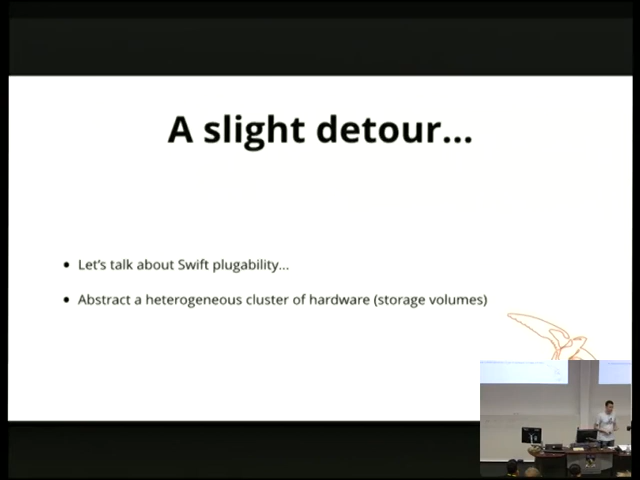 A slight detour...
Let's talk about Swift plugability...
Abstract a heterogeneous cluster of hardware (storage volumes)